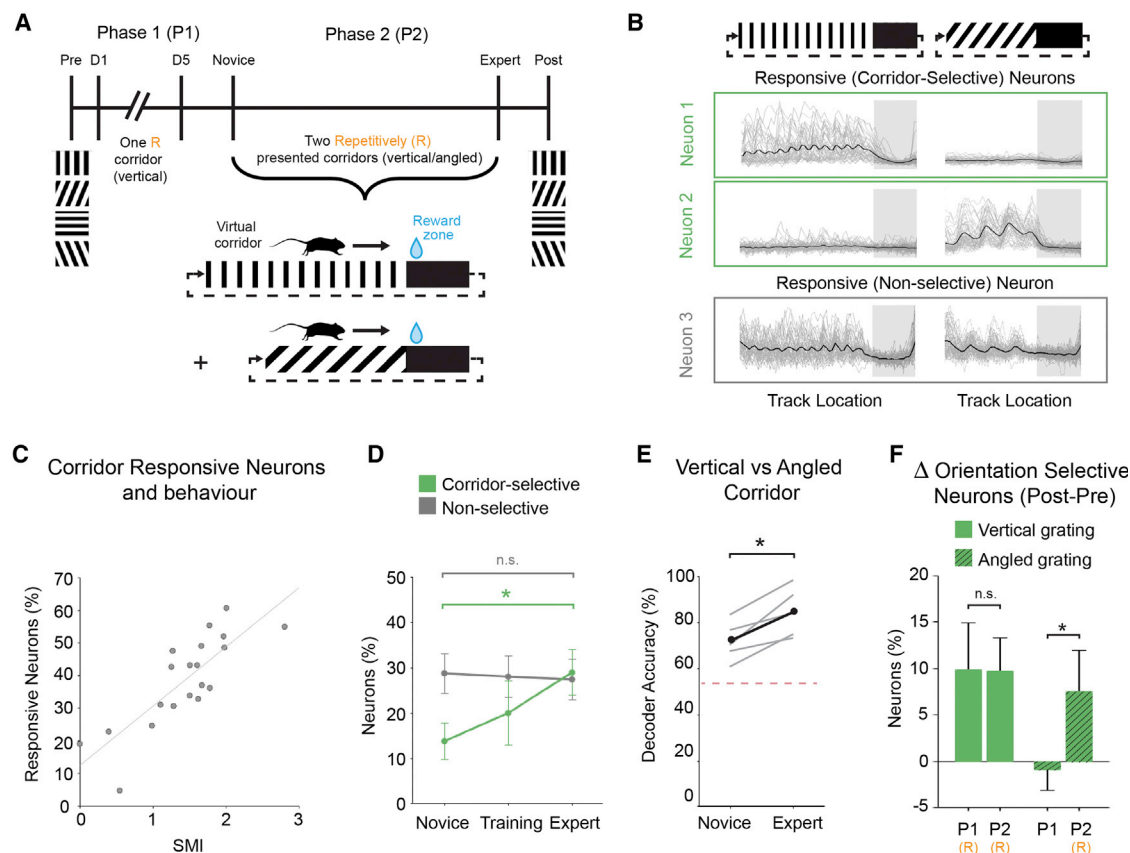 A
Phase 1 (P1)
Phase 2 (P2)
Pre D1 D5 Novice Expert Post
One R
corridor
(vertical)
Two Repetitively (R)
presented corridors (vertical/angled)
Virtual
corridor
Reward
zone
+
B
Responsive (Corridor-Selective) Neurons
Neuon 1
Neuon 2
Responsive (Non-selective) Neuron
Neuon 3
Track Location Track Location
C
Corridor Responsive Neurons
and behaviour
Responsive Neurons (%)
70
60
50
40
30
20
10
0
0 1 2 3
SMI
D
Corridor-selective
Non-selective
n.s.
*
Neurons (%)
50
40
30
20
10
0
Novice Training Expert
E
Vertical vs Angled
Corridor
*
Decoder Accuracy (%)
100
80
60
40
80
20
0
Novice Expert
F
Δ Orientation Selective
Neurons (Post-Pre)
Vertical grating
Angled grating
n.s.
*
Neurons (%)
20
15
10
5
0
-5
P1 P2 P1 P2
(R) (R) (R)